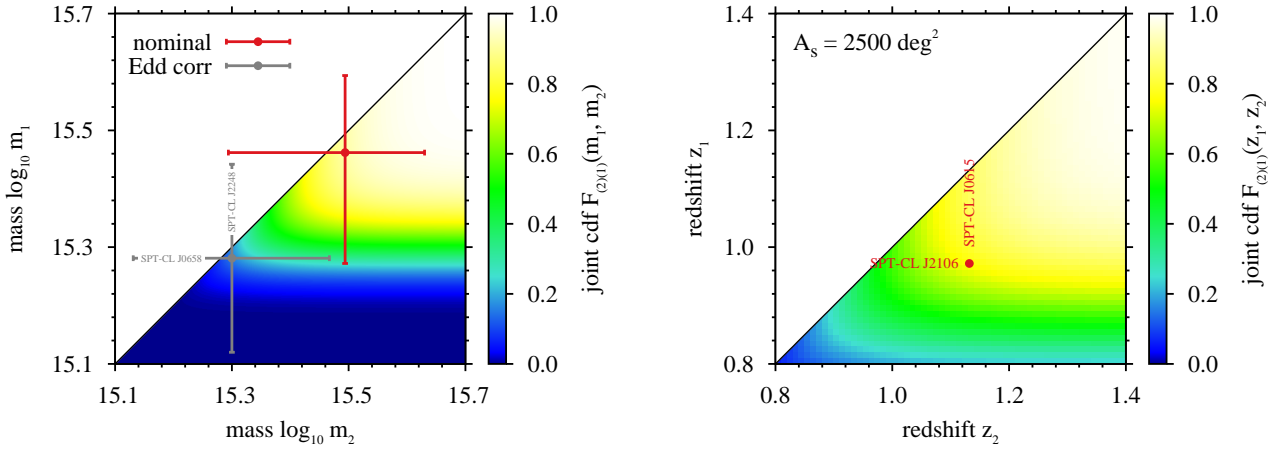 nominal
Edd corr
SPT-CL J2248
SPT-CL J0658
15.7
15.5
15.3
15.1
mass log10 m1
15.1 15.3 15.5 15.7
mass log10 m2
1.0
0.8
0.6
0.4
0.2
0.0
joint cdf F(2)(1)(m1, m2)
As = 2500 deg2
SPT-CL J0615
SPT-CL J2106
1.4
1.2
1.0
0.8
redshift z1
0.8 1.0 1.2 1.4
redshift z2
1.0
0.8
0.6
0.4
0.2
0.0
joint cdf F(2)(1)(z1, z2)